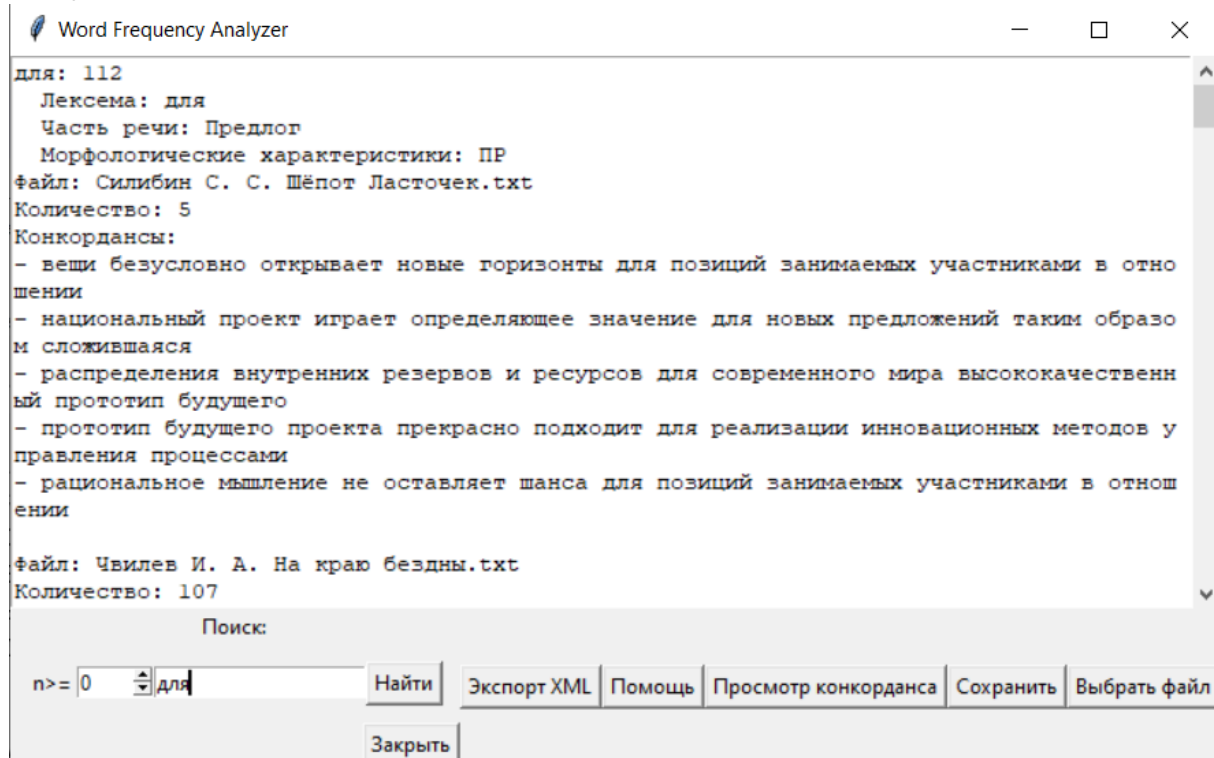 Word Frequency Analyzer
для: 112
Лексема: для
Часть речи: Предлог
Морфологические характеристики: ПР
Файл: Силибин С. С. Шёпот Ласточек.txt
Количество: 5
Конкордансы:
- вещи безусловно открывает новые горизонты для позиций занимаемых участниками в отно
шении
- национальный проект играет определяющее значение для новых предложений таким образо
м сложившаяся
- распределения внутренних резервов и ресурсов для современного мира высококачественн
ый прототип будущего
- прототип будущего проекта прекрасно подходит для реализации инновационных методов у
правления процессами
- рациональное мышление не оставляет шанса для позиций занимаемых участниками в отнош
ении
Файл: Чвилев И. А. На краю бездны.txt
Количество: 107
Поиск:
n>= 0 для Найти Экспорт XML Помощь Просмотр конкорданса Сохранить Выбрать файл
Закрыть